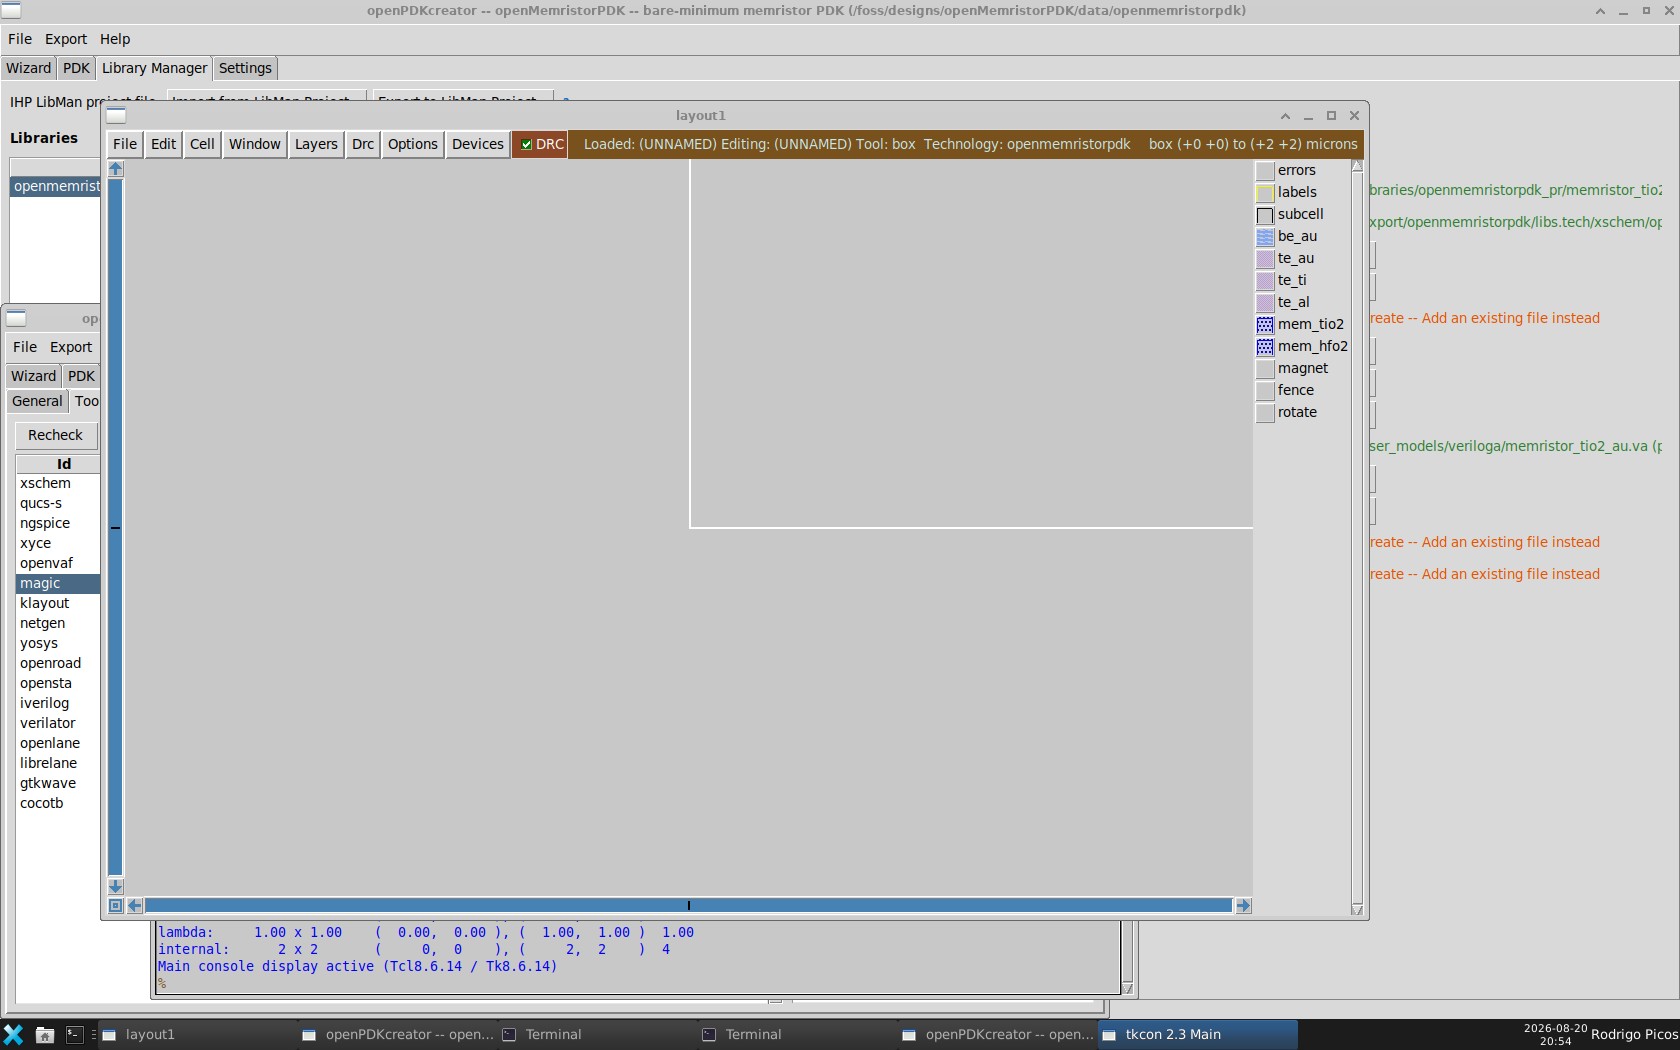 openPDKcreator -- openMemristorPDK -- bare-minimum memristor PDK (/foss/designs/openMemristorPDK/data/openmemristorpdk)
File Export Help
Wizard PDK Library Manager Settings
IHP LibMan project file
Libraries
openmemrist
layout1
File Edit Cell Window Layers Drc Options Devices DRC Loaded: (UNNAMED) Editing: (UNNAMED) Tool: box Technology: openmemristorpdk box (+0 +0) to (+2 +2) microns
errors
labels
subcell
be_au
te_au
te_ti
te_al
mem_tio2
mem_hfo2
magnet
fence
rotate
braries/openmemristorpdk_pr/memristor_tio2
xport/openmemristorpdk/libs.tech/xschem/op
reate -- Add an existing file instead
ser_models/veriloga/memristor_tio2_au.va (p
reate -- Add an existing file instead
reate -- Add an existing file instead
op
File Export
Wizard PDK
General Too
Recheck
Id
xschem
qucs-s
ngspice
xyce
openvaf
magic
klayout
netgen
yosys
openroad
opensta
iverilog
verilator
openlane
librelane
gtkwave
cocotb
lambda: 1.00 x 1.00 ( 0.00, 0.00 ), ( 1.00, 1.00 ) 1.00
internal: 2 x 2 ( 0, 0 ), ( 2, 2 ) 4
Main console display active (Tcl8.6.14 / Tk8.6.14)
%
layout1 openPDKcreator -- open... Terminal Terminal openPDKcreator -- open... tkcon 2.3 Main
2026-08-20
20:54
Rodrigo Picos